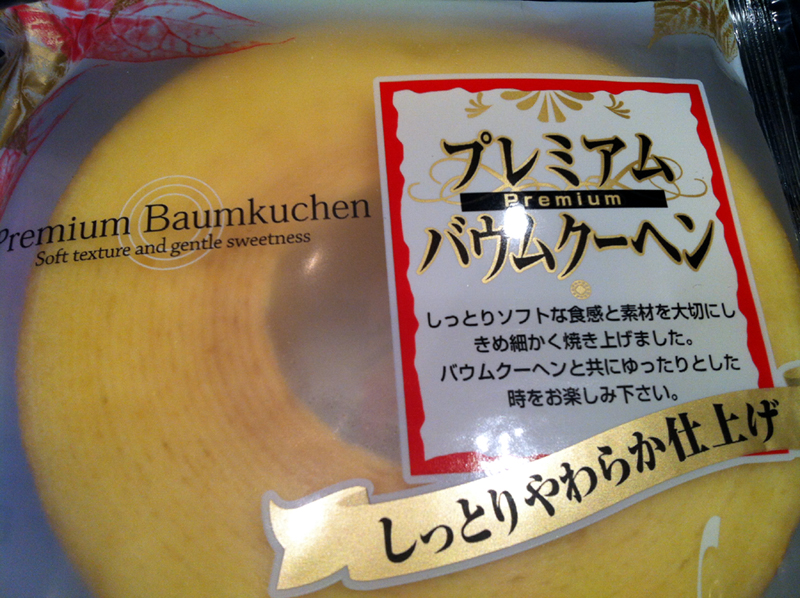 Premium Baumkuchen
Soft texture and gentle sweetness
プレミアム
Premium
バウムクーヘン
しっとりソフトな食感と素材を大切にし
きめ細かく焼き上げました。
バウムクーヘンと共にゆったりとした
時をお楽しみ下さい。
しっとりやわらか仕上げ